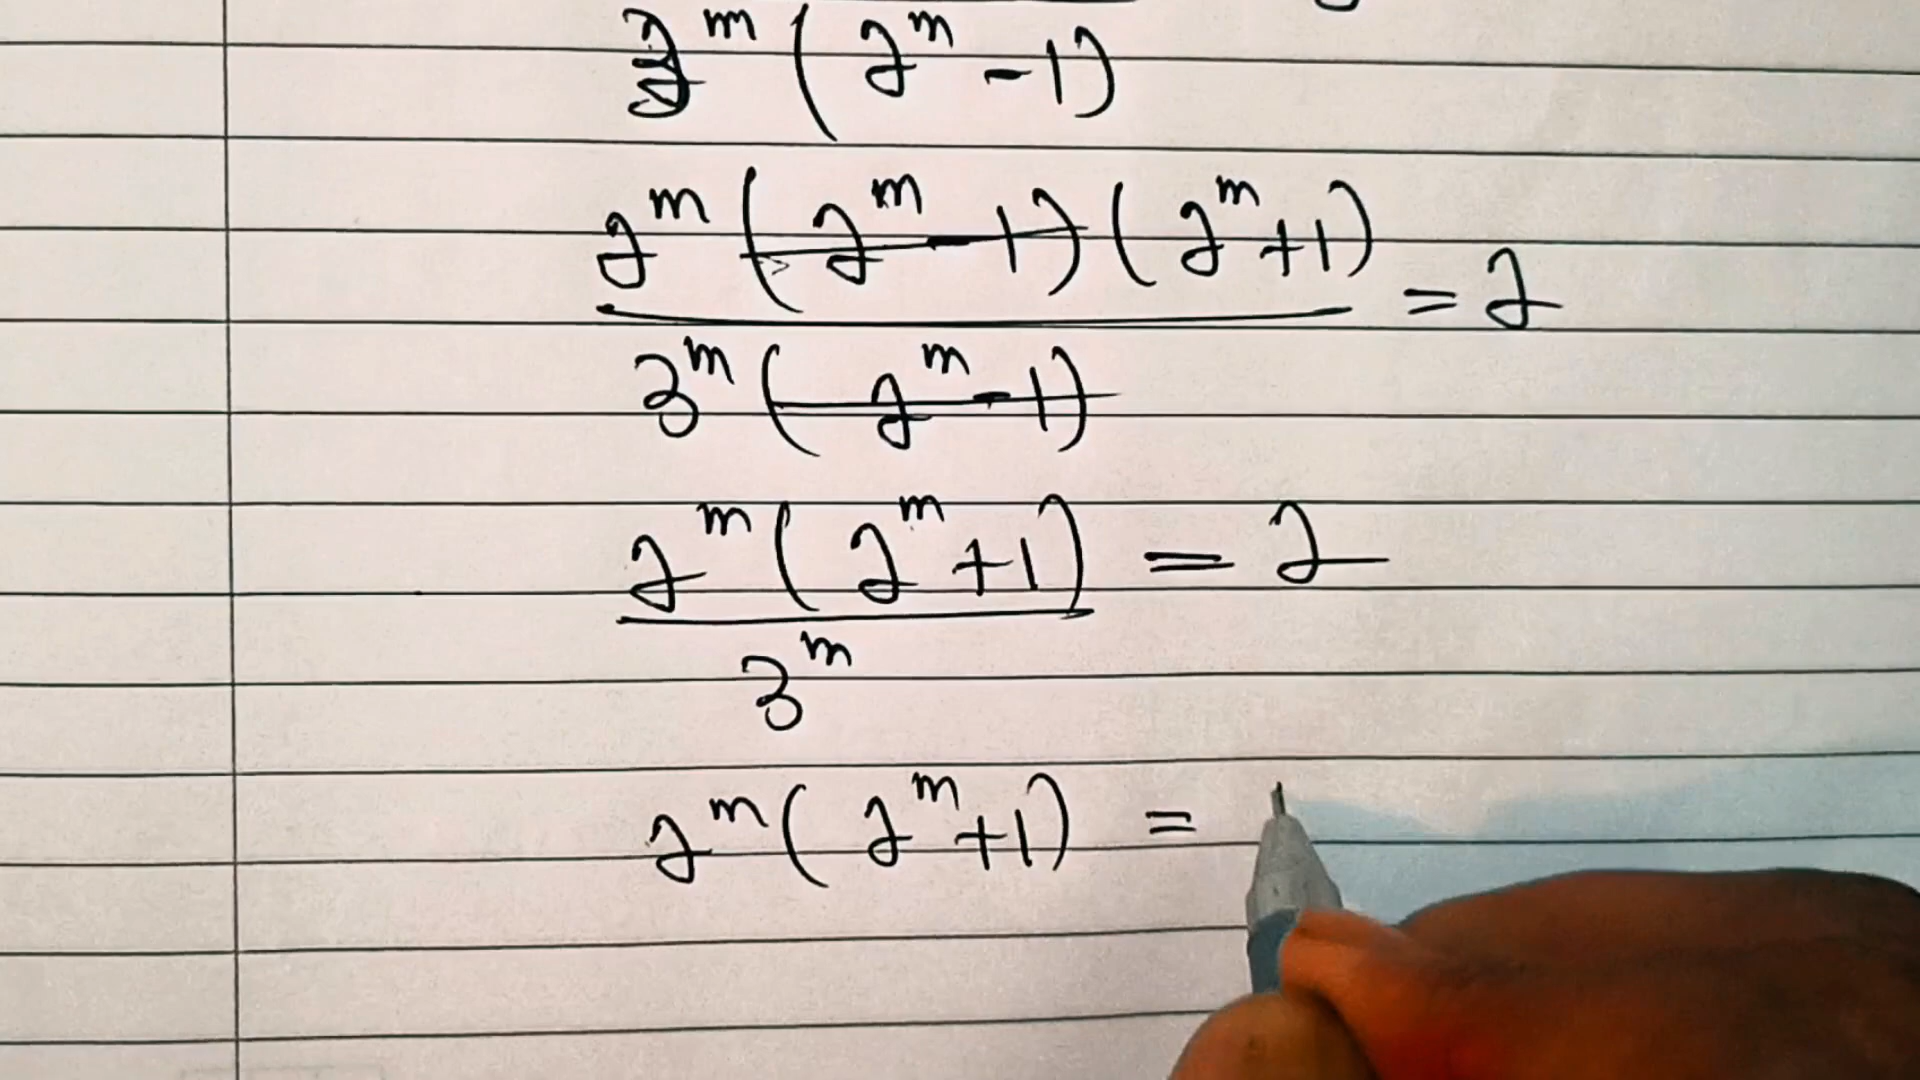 3^m (2^m - 1)
2^m (2^m - 1) (2^m + 1) = 2
3^m (2^m - 1)
2^m (2^m + 1) = 2
3^m
2^m (2^m + 1) =